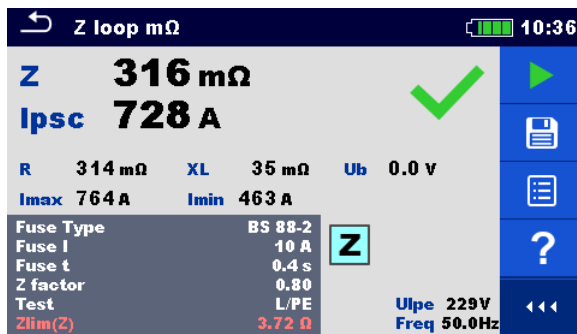 Z loop mΩ 10:36
Z 316 mΩ
Ipsc 728 A
R 314 mΩ XL 35 mΩ Ub 0.0 V
Imax 764 A Imin 463 A
Fuse Type BS 88-2
Fuse I 10 A
Fuse t 0.4 s
Z factor 0.80
Test L/PE
Zlim(Z) 3.72 Ω
Z
?
Ulpe 229V
Freq 50.0Hz